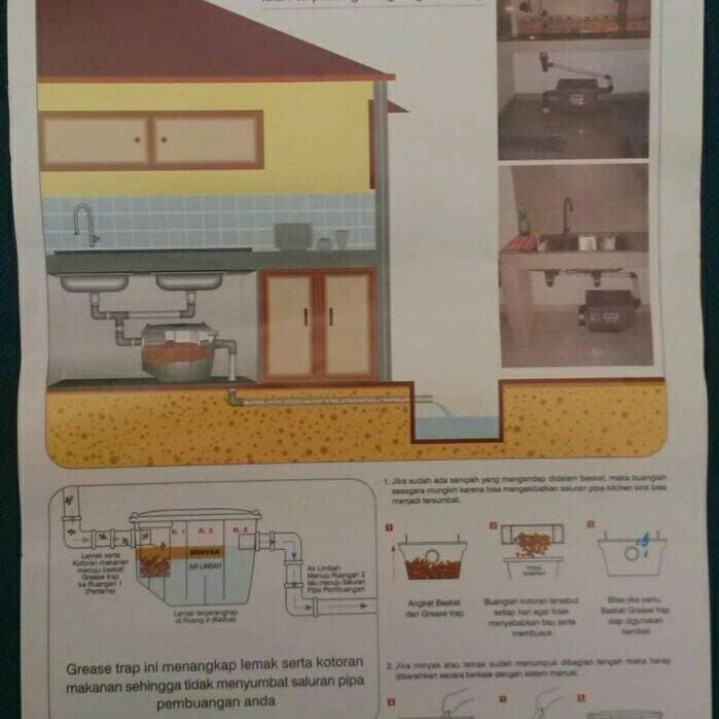 1. Jika sudah ada sampah yang mengendap didalam basket, maka buanglah
sesegera mungkin karena bisa mengakibatkan saluran pipa kitchen sink bisa
menjadi tersumbat.
R. 1 R. 2 R. 3
MINYAK
AIR LIMBAH
Lemak serta
Kotoran makanan
menuju basket
Grease trap
ke Ruangan 1
(Pertama)
Air Limbah
Menuju Ruangan 3
lalu menuju Saluran
Pipa Pembuangan
Lemak terperangkap
di Ruang 2 (Kedua)
Grease trap ini menangkap lemak serta kotoran
makanan sehingga tidak menyumbat saluran pipa
pembuangan anda
Angkat Basket
dari Grease trap
Buanglah kotoran tersebut
setiap hari agar tidak
menyebabkan bau serta
membusuk
Bilas jika perlu,
Basket Grease trap
siap digunakan
kembali
2. Jika minyak atau lemak sudah menumpuk dibagian tengah maka harap
dibersihkan secara berkala dengan sistem manual.